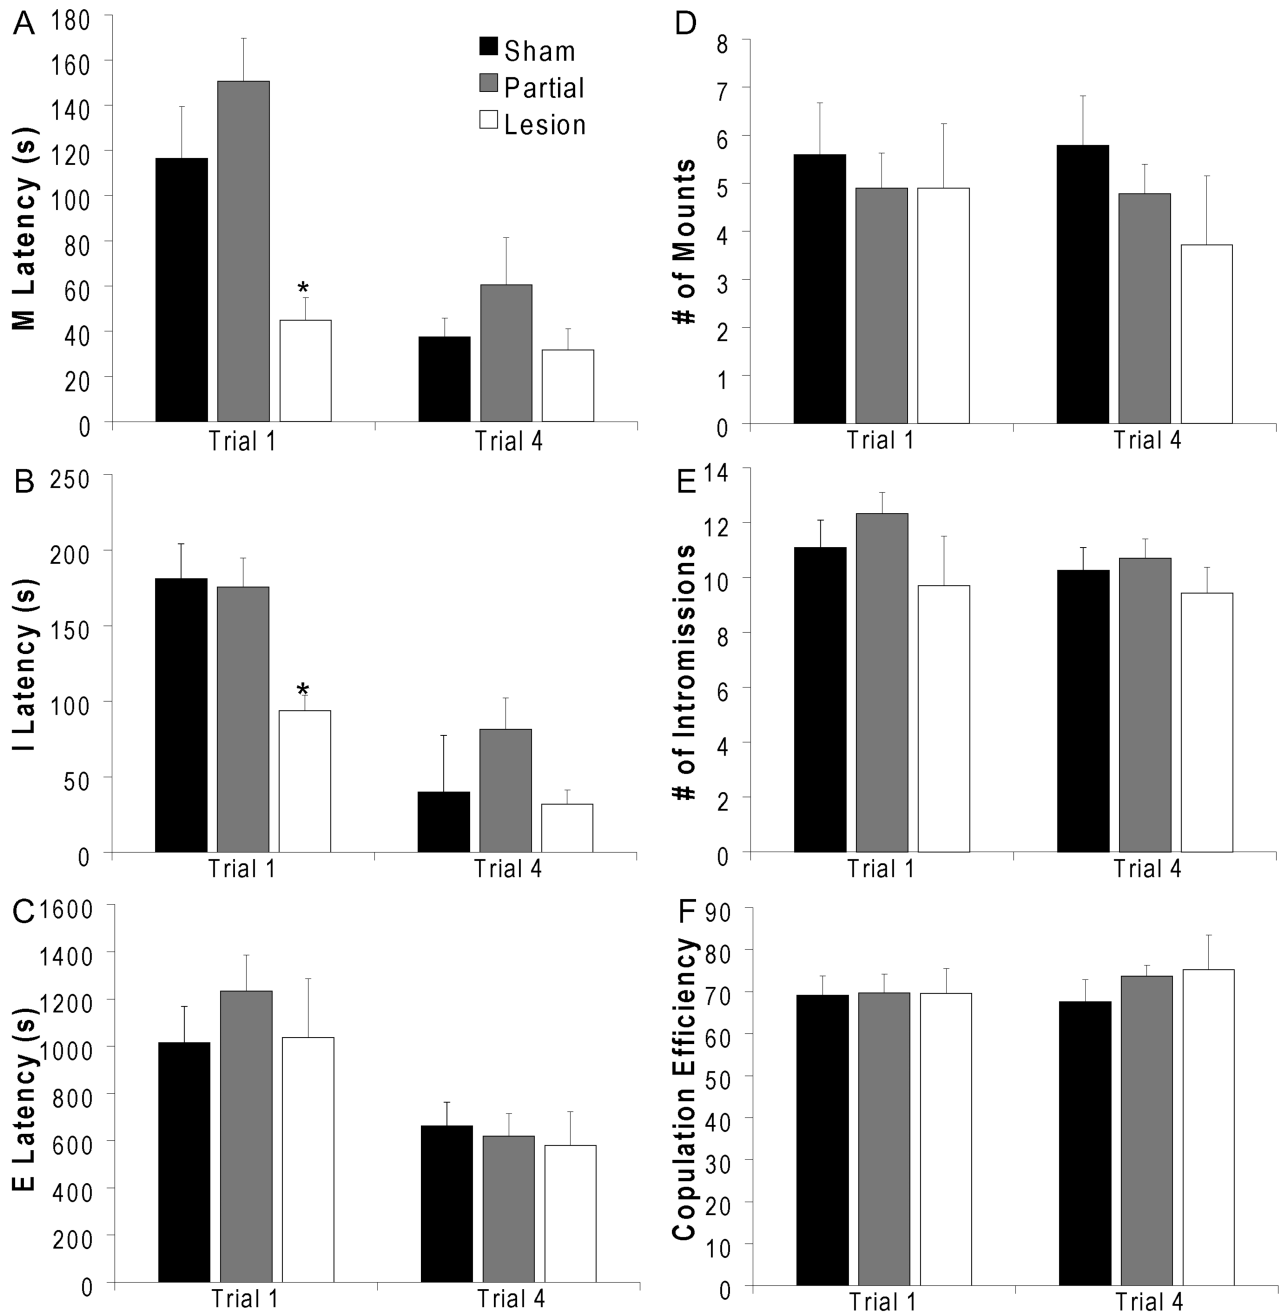 A
M Latency (s)
180
160
140
120
100
80
60
40
20
0
*
Trial 1
Trial 4
Sham
Partial
Lesion
B
I Latency (s)
250
200
150
100
50
0
*
Trial 1
Trial 4
C
E Latency (s)
1600
1400
1200
1000
800
600
400
200
0
Trial 1
Trial 4
D
# of Mounts
8
7
6
5
4
3
2
1
0
Trial 1
Trial 4
E
# of Intromissions
14
12
10
8
6
4
2
0
Trial 1
Trial 4
F
Copulation Efficiency
90
80
70
60
50
40
30
20
10
0
Trial 1
Trial 4